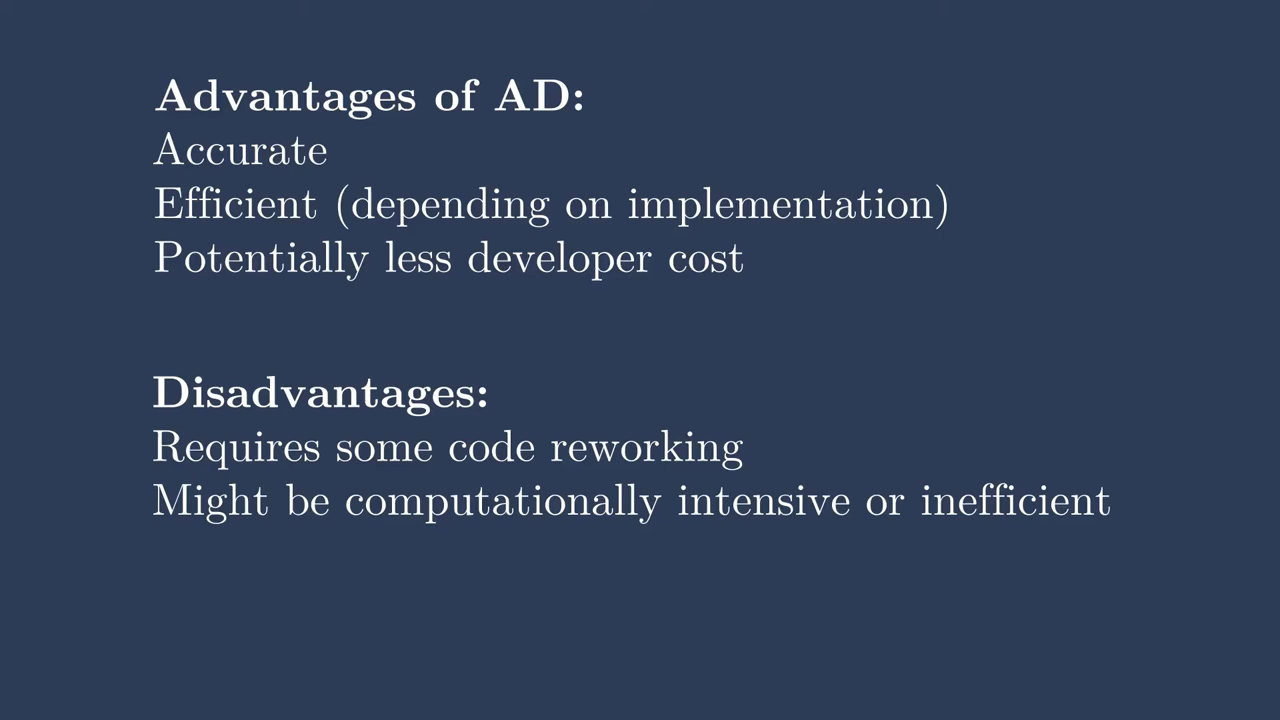 Advantages of AD:
Accurate
Efficient (depending on implementation)
Potentially less developer cost
Disadvantages:
Requires some code reworking
Might be computationally intensive or inefficient